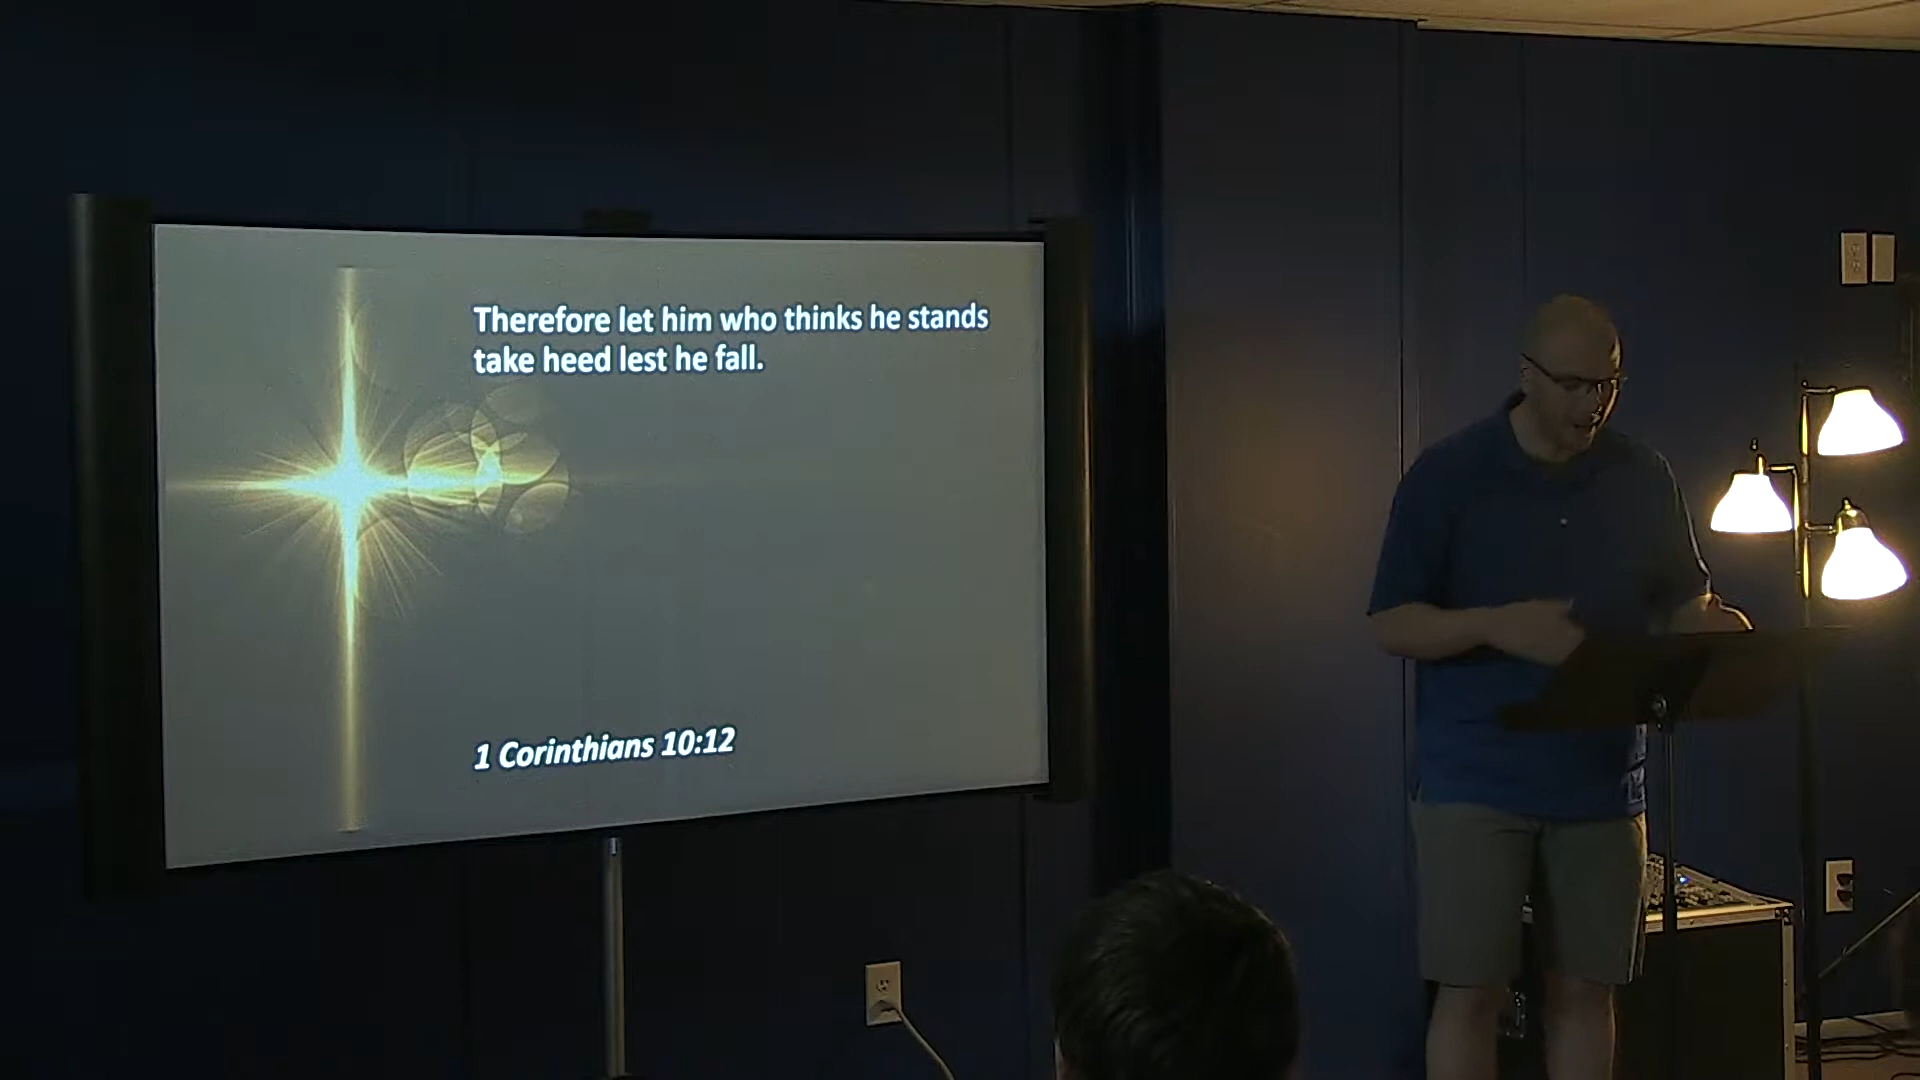 Therefore let him who thinks he stands
take heed lest he fall.
1 Corinthians 10:12